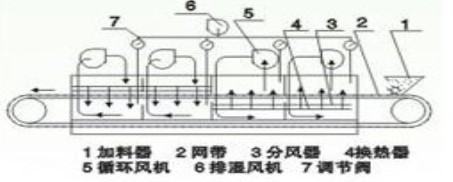 7 6 5 4 3 2 1
1加料器 2网带 3分风器 4换热器
5循环风机 6排湿风机 7调节阀